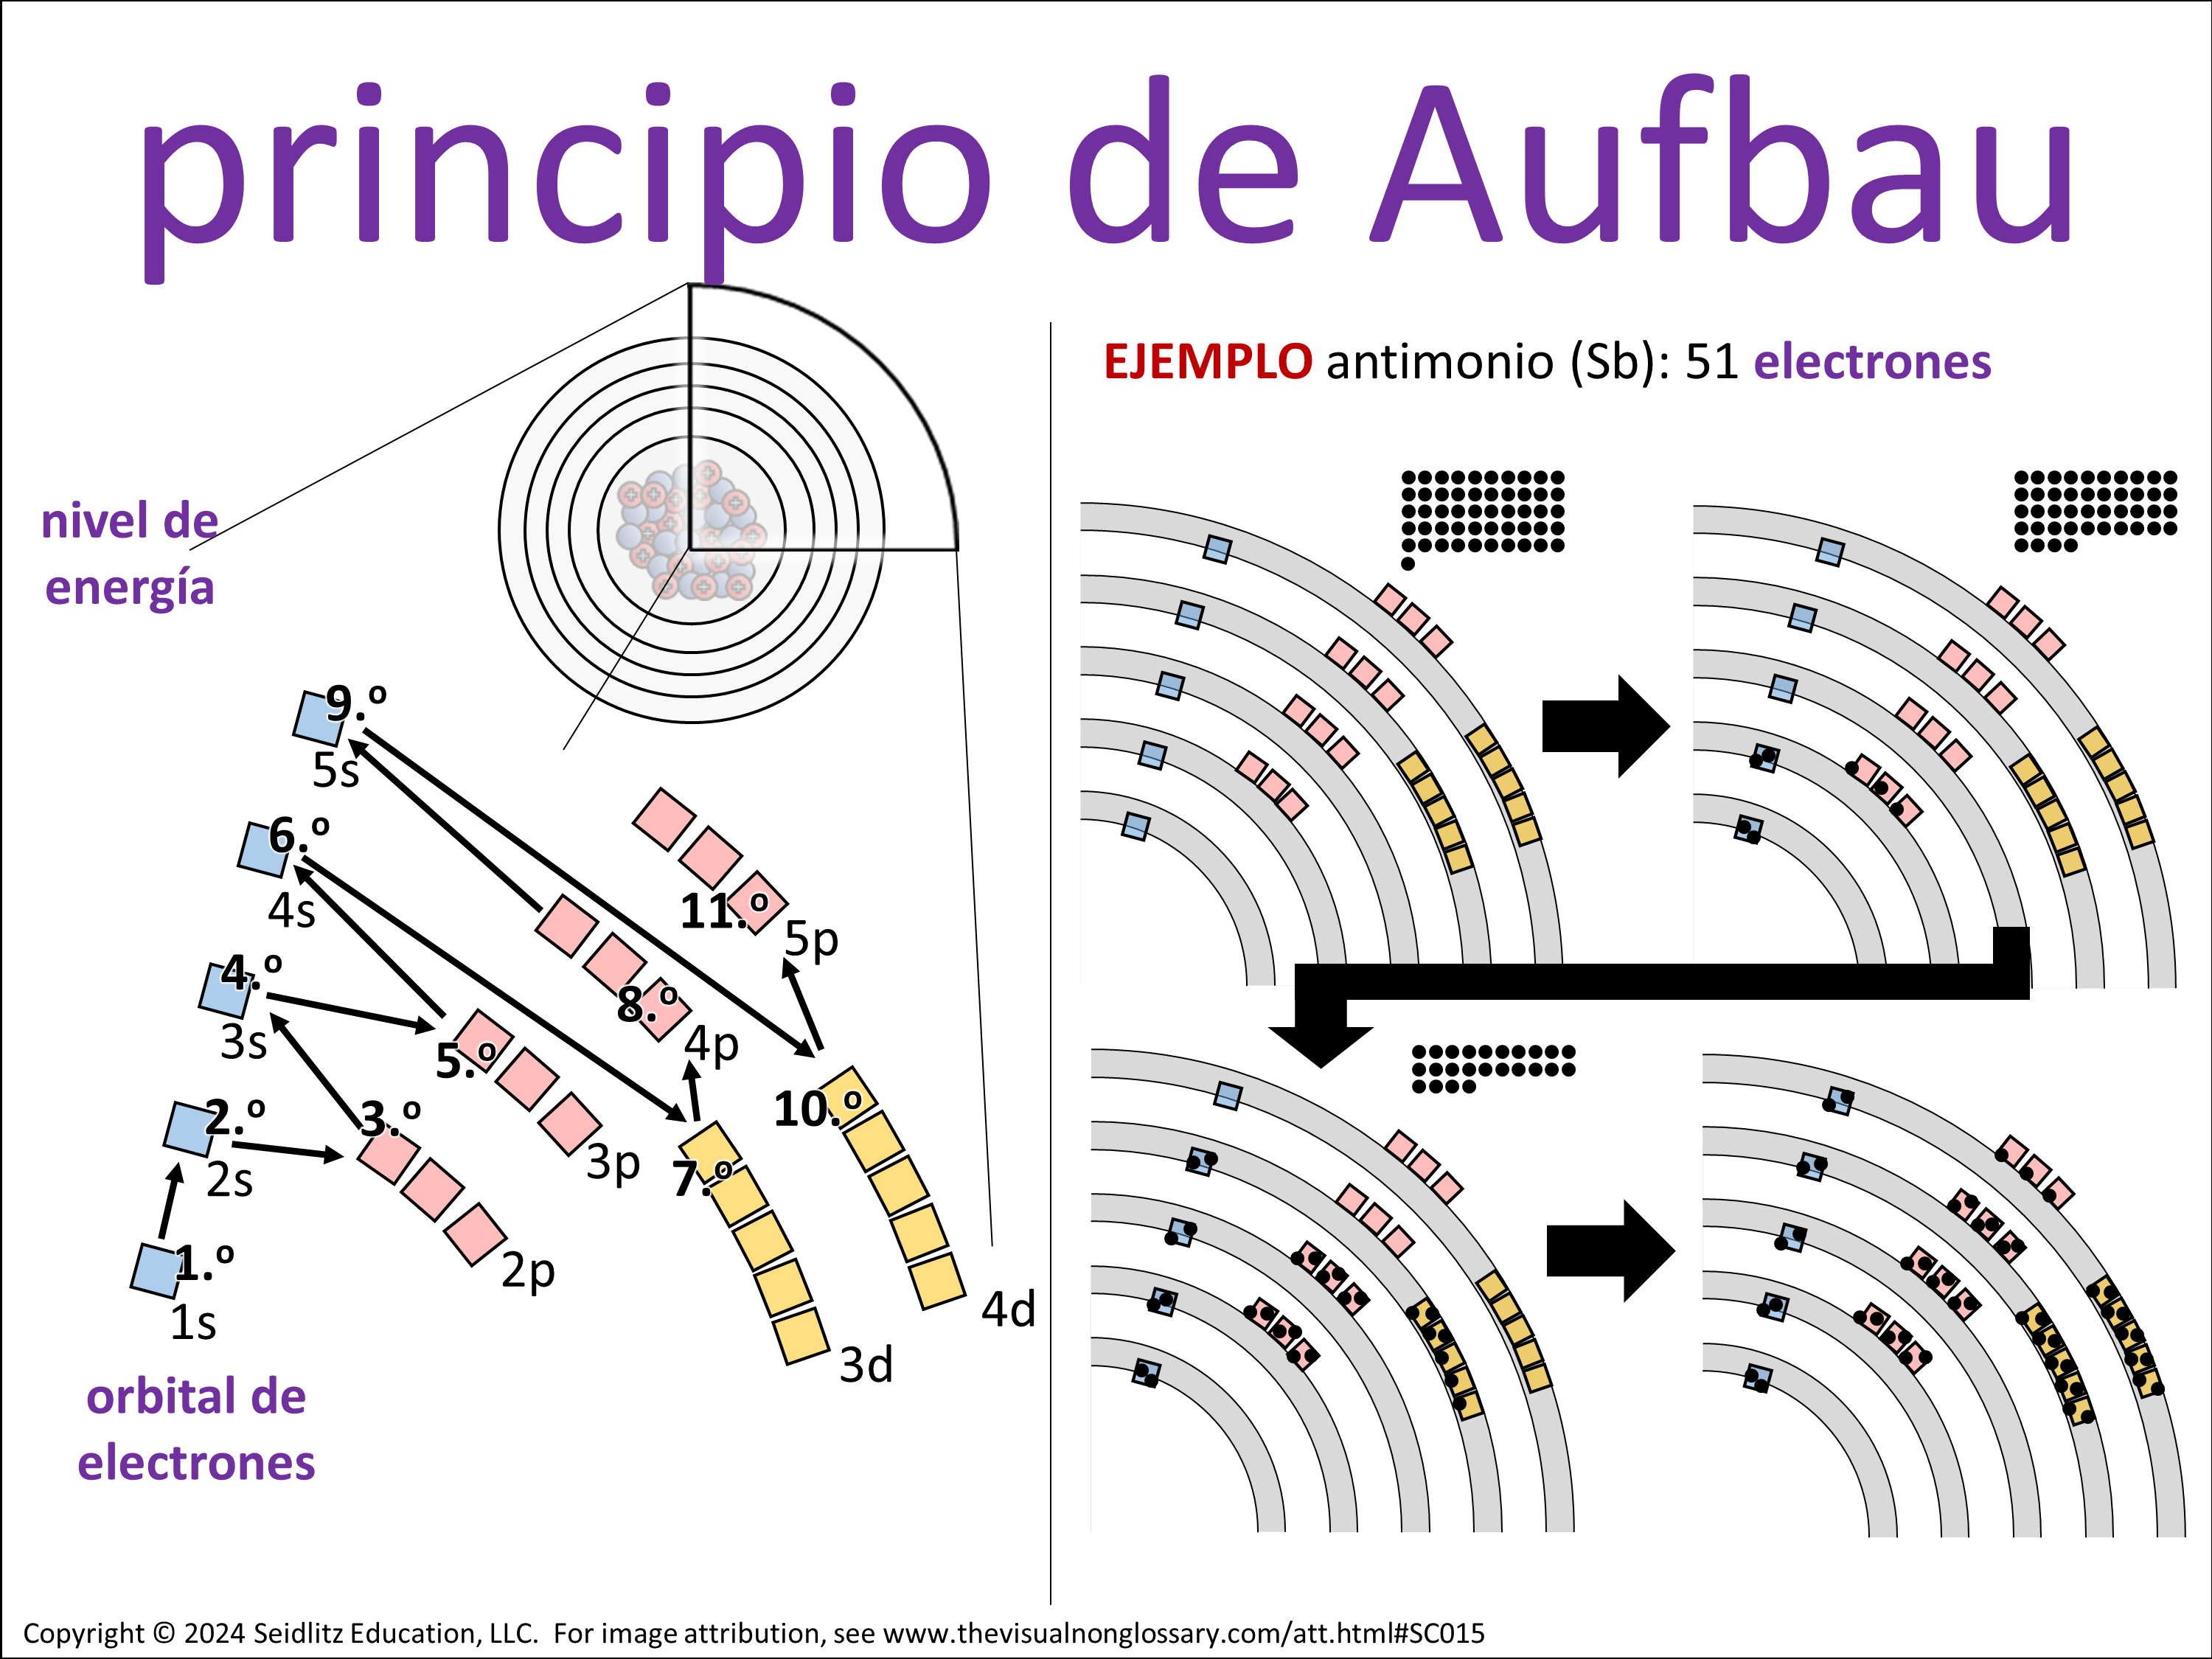 principio de Aufbau
nivel de
energía
9.º
5s
6.º
4s
4.º
3s
2.º
2s
1.º
1s
3.º
2p
5.º
3p
7.º
3d
8.º
4p
10.º
4d
11.º
5p
orbital de
electrones
EJEMPLO antimonio (Sb): 51 electrones
Copyright © 2024 Seidlitz Education, LLC.  For image attribution, see www.thevisualnonglossary.com/att.html#SC015